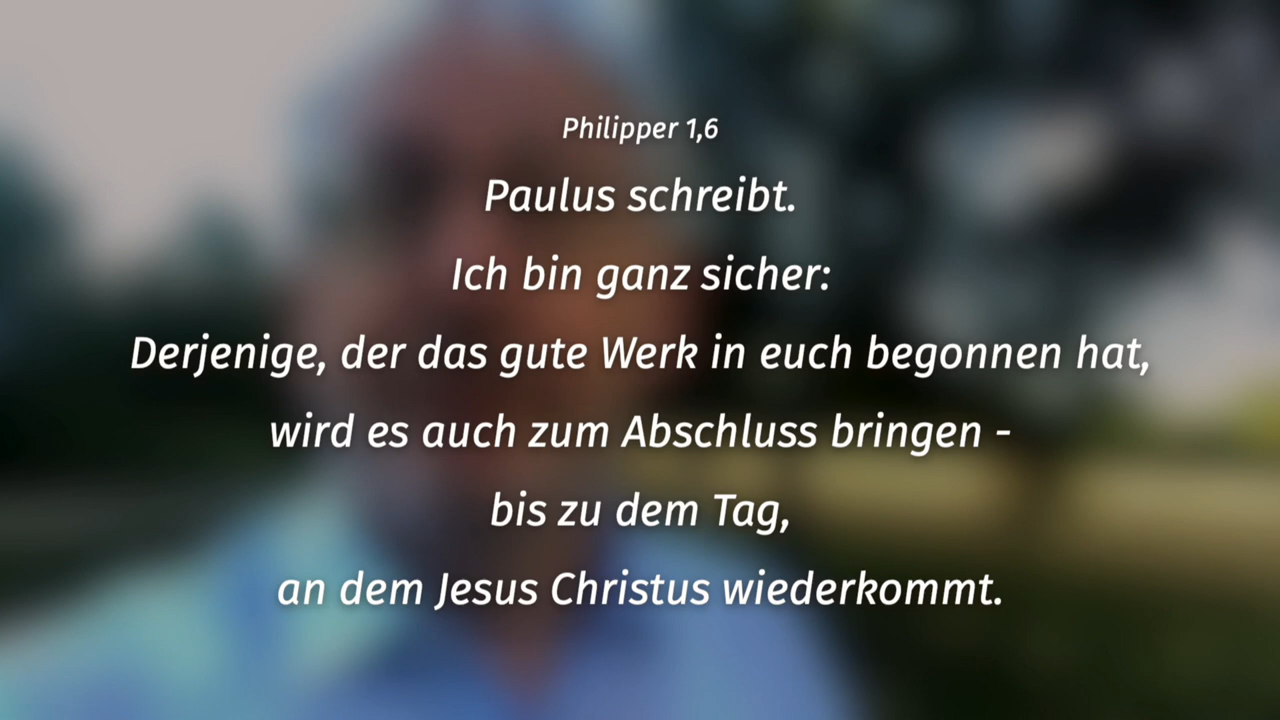 Philipper 1,6
Paulus schreibt.
Ich bin ganz sicher:
Derjenige, der das gute Werk in euch begonnen hat,
wird es auch zum Abschluss bringen -
bis zu dem Tag,
an dem Jesus Christus wiederkommt.